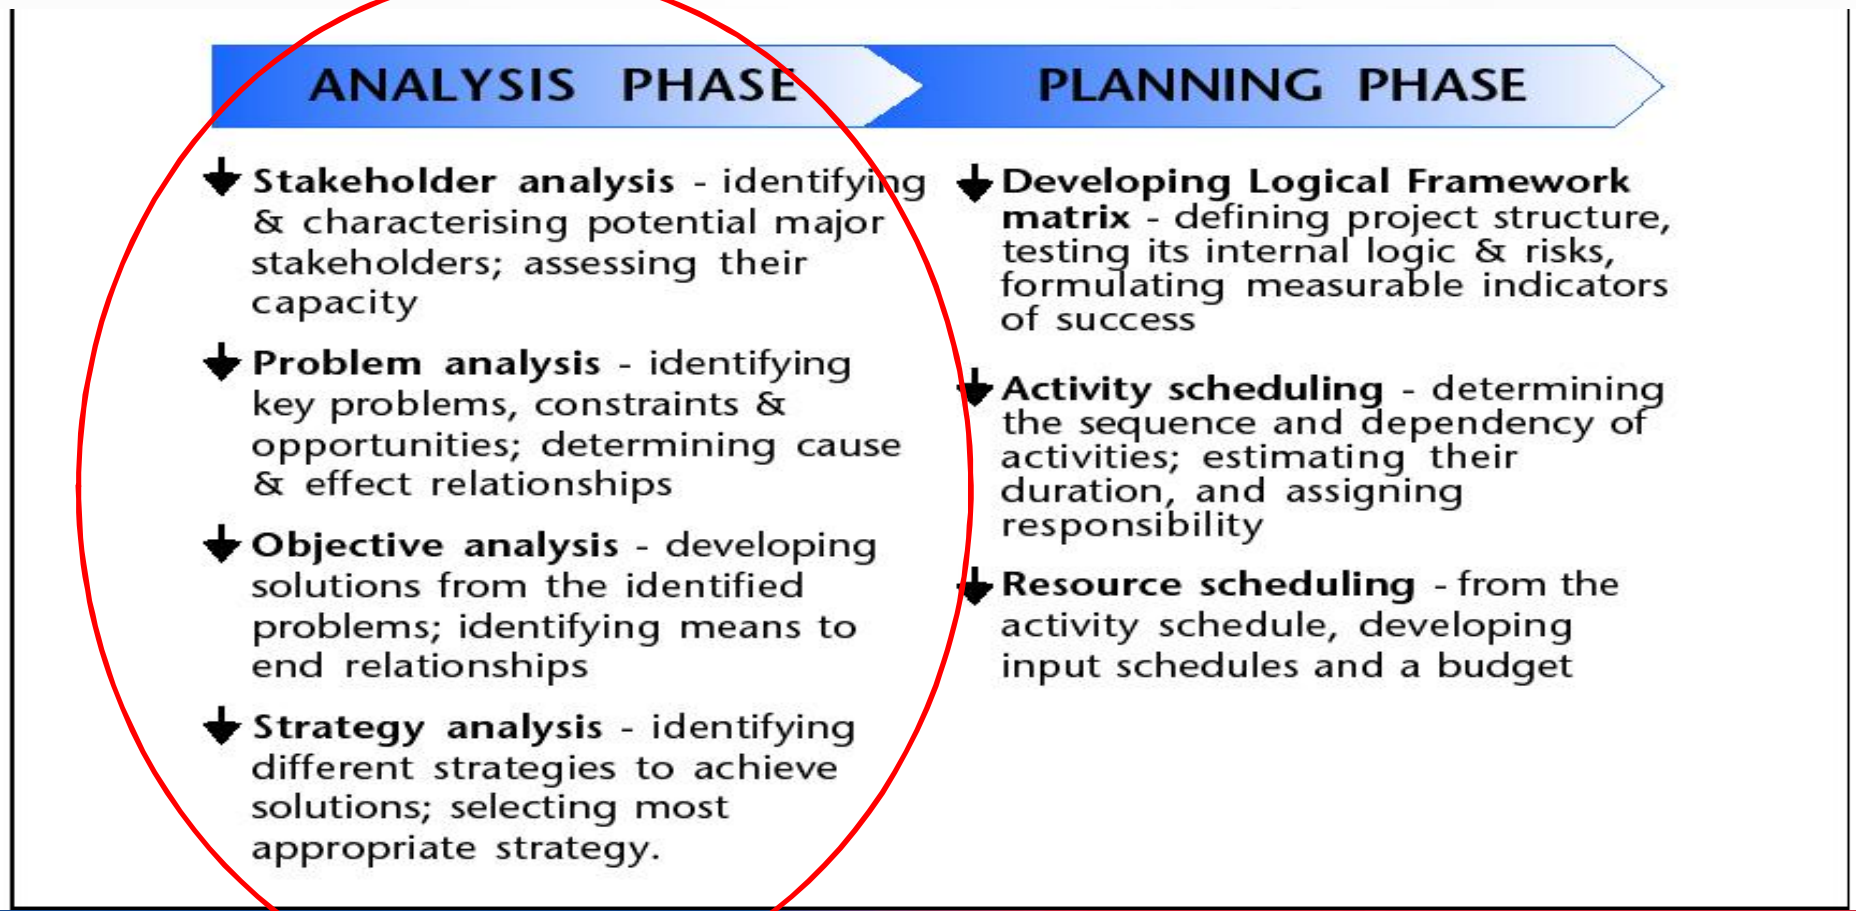 ANALYSIS PHASE
Stakeholder analysis - identifying
& characterising potential major
stakeholders; assessing their
capacity
Problem analysis - identifying
key problems, constraints &
opportunities; determining cause
& effect relationships
Objective analysis - developing
solutions from the identified
problems; identifying means to
end relationships
Strategy analysis - identifying
different strategies to achieve
solutions; selecting most
appropriate strategy.
PLANNING PHASE
Developing Logical Framework
matrix - defining project structure,
testing its internal logic & risks,
formulating measurable indicators
of success
Activity scheduling - determining
the sequence and dependency of
activities; estimating their
duration, and assigning
responsibility
Resource scheduling - from the
activity schedule, developing
input schedules and a budget